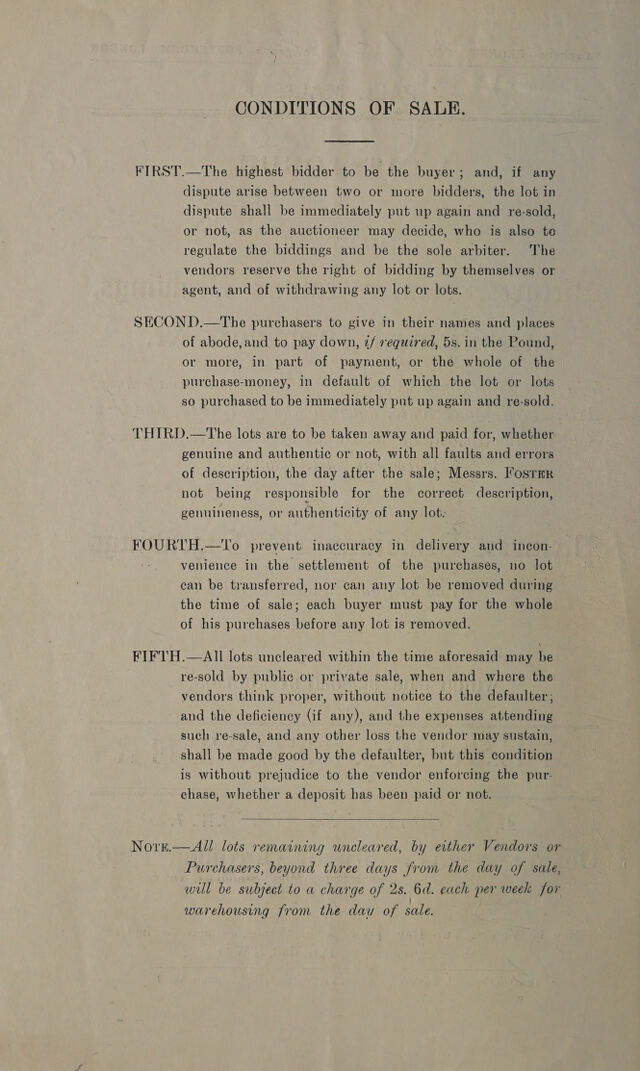 CONDITIONS OF SALE.
FIRST.—The highest bidder to be the buyer; and, if any
dispute arise between two or more bidders, the lot in
dispute shall be immediately put up again and re-sold,
or not, as the auctioneer may decide, who is also to
regulate the biddings and be the sole arbiter. The
vendors reserve the right of bidding by themselves or
agent, and of withdrawing any lot or lots.
SECOND.—The purchasers to give in their names and places
of abode, and to pay down, if required, 5s. in the Pound,
or more, in part of payment, or the whole of the
purchase-money, in default of which the lot or lots
so purchased to be immediately put up again and re-sold.
THIRD.—The lots are to be taken away and paid for, whether
genuine and authentic or not, with all faults and errors
of description, the day after the sale; Messrs. FOSTER
not being responsible for the correct description,
genuineness, or authenticity of any lot.
FOURTH.—To prevent inaccuracy in delivery and incon-
venience in the settlement of the purchases, no lot
can be transferred, nor can any lot be removed during
the time of sale; each buyer must pay for the whole
of his purchases before any lot is removed.
FIFTH.—All lots uncleared within the time aforesaid may be
re-sold by public or private sale, when and where the
vendors think proper, without notice to the defaulter;
and the deficiency (if any), and the expenses attending
such re-sale, and any other loss the vendor may sustain,
shall be made good by the defaulter, but this condition
is without prejudice to the vendor enforcing the pur-
chase, whether a deposit has been paid or not.
NOTE.—All lots remaining uncleared, by either Vendors or
Purchasers, beyond three days from the day of sale,
will be subject to a charge of 2s. 6d. each per week for
warehousing from the day of sale.